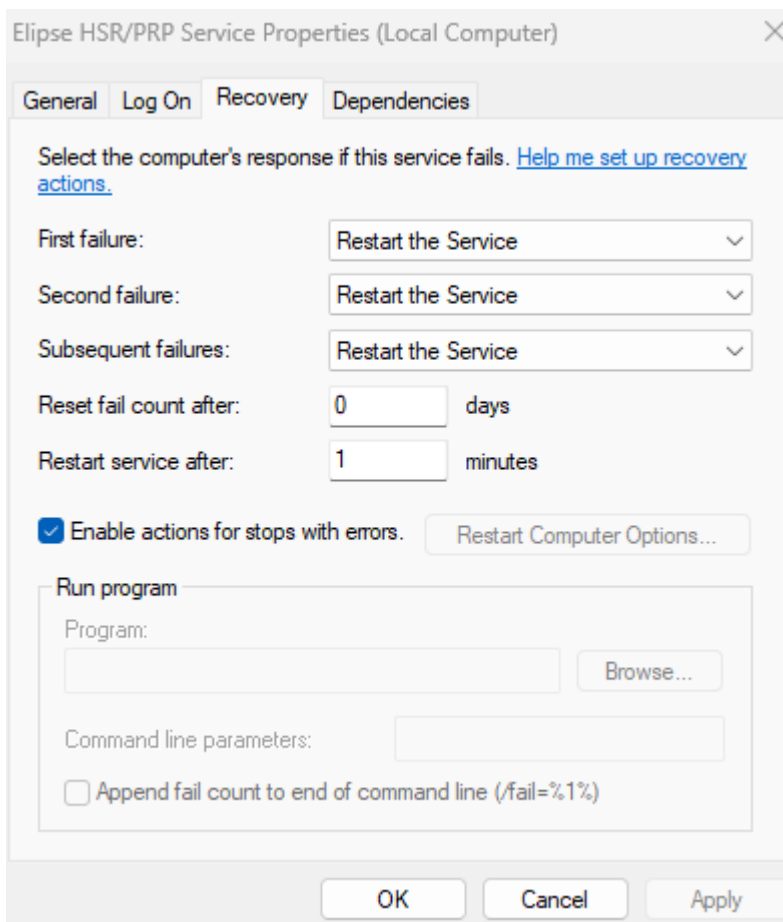 Elipse HSR/PRP Service Properties (Local Computer)
General Log On Recovery Dependencies
Select the computer's response if this service fails. Help me set up recovery
actions.
First failure: Restart the Service
Second failure: Restart the Service
Subsequent failures: Restart the Service
Reset fail count after: 0 days
Restart service after: 1 minutes
Enable actions for stops with errors. Restart Computer Options...
Run program
Program:
Browse...
Command line parameters:
Append fail count to end of command line (/fail=%1%)
OK Cancel Apply